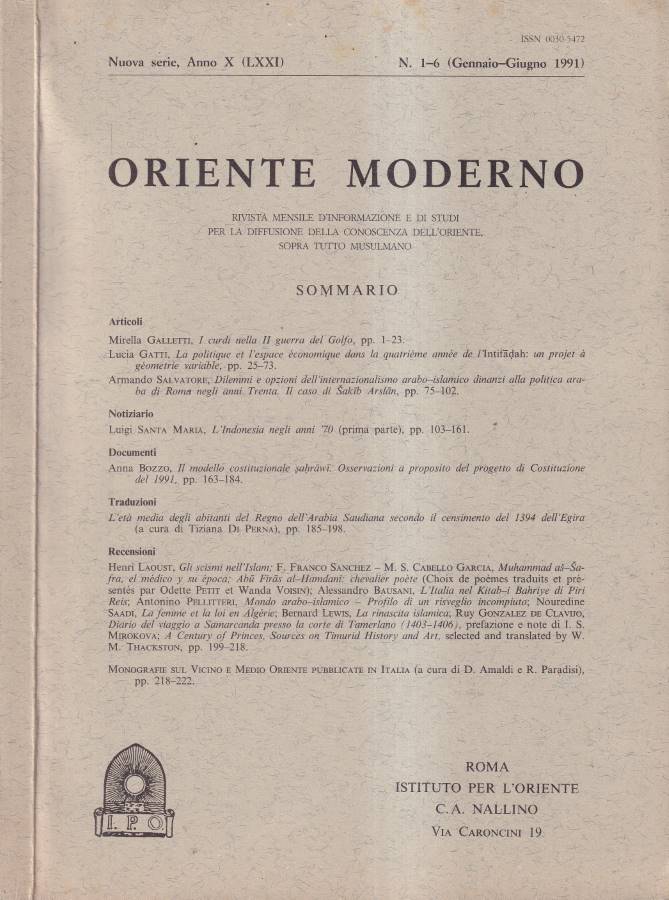 ISSN 0030-5472
Nuova serie, Anno X (LXXI) N. 1–6 (Gennaio–Giugno 1991)
ORIENTE MODERNO
RIVISTA MENSILE D'INFORMAZIONE E DI STUDI
PER LA DIFFUSIONE DELLA CONOSCENZA DELL'ORIENTE,
SOPRA TUTTO MUSULMANO
SOMMARIO
Articoli
Mirella GALLETTI, I curdi nella II guerra del Golfo, pp. 1–23.
Lucia GATTI, La politique et l'espace économique dans la quatrième année de l'Intifāḍah: un projet à
géometrie variable, pp. 25–73.
Armando SALVATORE, Dilemmi e opzioni dell'internazionalismo arabo–islamico dinanzi alla politica ara-
ba di Roma negli anni Trenta. Il caso di Šakīb Arslān, pp. 75–102.
Notiziario
Luigi SANTA MARIA, L'Indonesia negli anni '70 (prima parte), pp. 103–161.
Documenti
Anna BOZZO, Il modello costituzionale ṣaḥrāwī. Osservazioni a proposito del progetto di Costituzione
del 1991, pp. 163–184.
Traduzioni
L'età media degli abitanti del Regno dell'Arabia Saudiana secondo il censimento del 1394 dell'Egira
(a cura di Tiziana DI PERNA), pp. 185–198.
Recensioni
Henri LAOUST, Gli scismi nell'Islam; F. FRANCO SANCHEZ – M. S. CABELLO GARCIA, Muhammad aš–Ša-
fra, el médico y su época; Abū Firās al–Hamdanī: chevalier poète (Choix de poèmes traduits et pré-
sentés par Odette PETIT et Wanda VOISIN); Alessandro BAUSANI, L'Italia nel Kitab–i Bahriye di Piri
Reis; Antonino PELLITTERI, Mondo arabo–islamico – Profilo di un risveglio incompiuto; Nouredine
SAADI, La femme et la loi en Algérie; Bernard LEWIS, La rinascita islamica; Ruy GONZALEZ DE CLAVIJO,
Diario del viaggio a Samarcanda presso la corte di Tamerlano (1403–1406), prefazione e note di I. S.
MIROKOVA; A Century of Princes, Sources on Timurid History and Art, selected and translated by W.
M. THACKSTON, pp. 199–218.
MONOGRAFIE SUL VICINO E MEDIO ORIENTE PUBBLICATE IN ITALIA (a cura di D. Amaldi e R. Paradisi),
pp. 218–222.
I. P. O.
ROMA
ISTITUTO PER L'ORIENTE
C.A. NALLINO
VIA CARONCINI 19